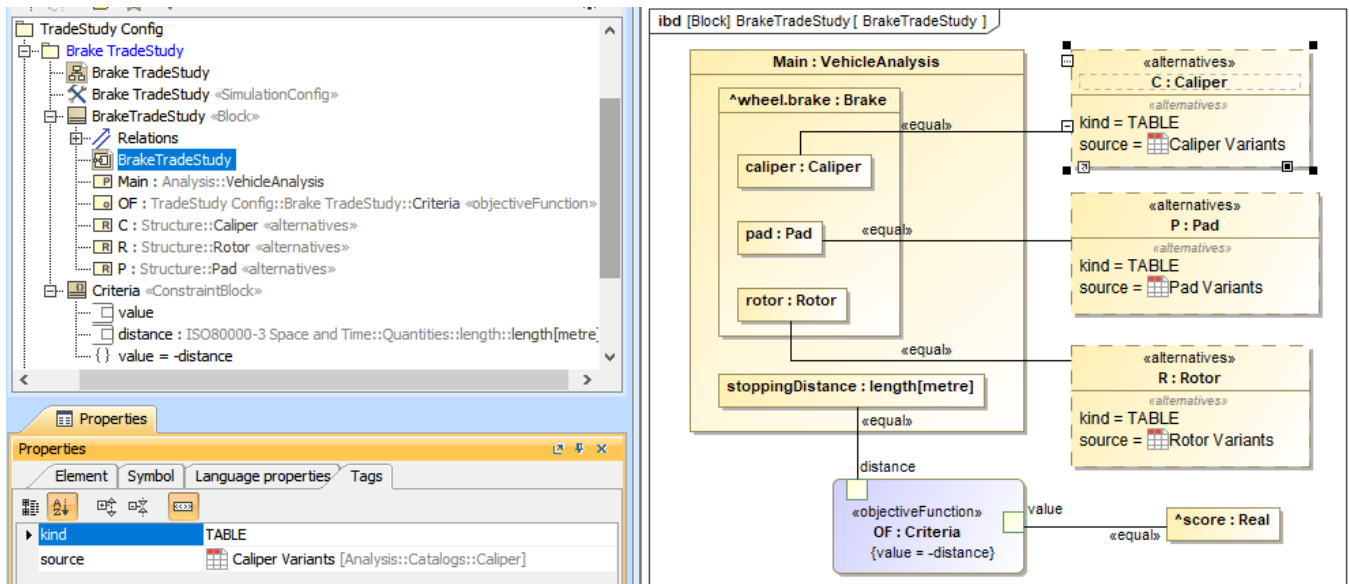 TradeStudy Config
Brake TradeStudy
Brake TradeStudy
Brake TradeStudy «SimulationConfig»
BrakeTradeStudy «Block»
Relations
BrakeTradeStudy
Main : Analysis::VehicleAnalysis
OF : TradeStudy Config::Brake TradeStudy::Criteria «objectiveFunction»
C : Structure::Caliper «alternatives»
R : Structure::Rotor «alternatives»
P : Structure::Pad «alternatives»
Criteria «ConstraintBlock»
value
distance : ISO80000-3 Space and Time::Quantities::length::length[metre]
{} value = -distance
Properties
Properties
Element Symbol Language properties Tags
kind TABLE
source Caliper Variants [Analysis::Catalogs::Caliper]
ibd [Block] BrakeTradeStudy [ BrakeTradeStudy ]
Main : VehicleAnalysis
^wheel.brake : Brake
«equal»
caliper : Caliper
pad : Pad
«equal»
rotor : Rotor
«equal»
stoppingDistance : length[metre]
«equal»
«alternatives»
C : Caliper
«alternatives»
kind = TABLE
source = Caliper Variants
«alternatives»
P : Pad
«alternatives»
kind = TABLE
source = Pad Variants
«alternatives»
R : Rotor
«alternatives»
kind = TABLE
source = Rotor Variants
distance
«objectiveFunction»
OF : Criteria
{value = -distance}
value
«equal»
^score : Real